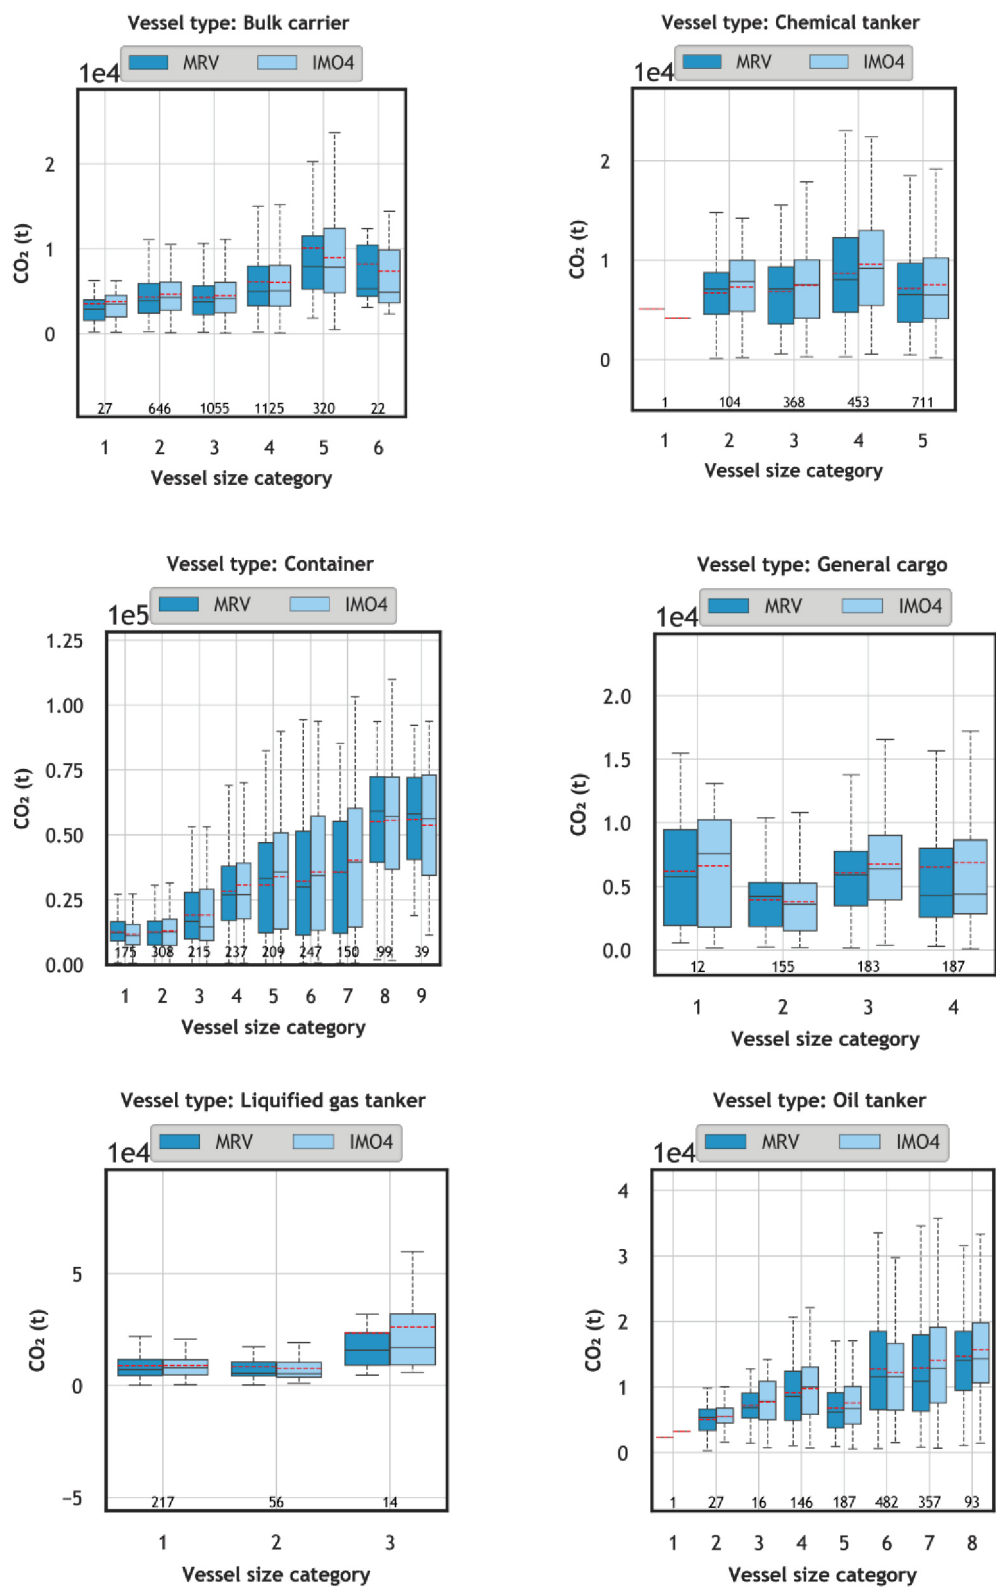 Vessel type: Bulk carrier
MRV IMO4
1e4
2
1
0
CO₂ (t)
27 646 1055 1125 320 22
1 2 3 4 5 6
Vessel size category
Vessel type: Chemical tanker
MRV IMO4
1e4
2
1
0
CO₂ (t)
1 104 368 453 711
1 2 3 4 5
Vessel size category
Vessel type: Container
MRV IMO4
1e5
1.25
1.00
0.75
0.50
0.25
0.00
CO₂ (t)
175 308 215 237 209 247 150 99 39
1 2 3 4 5 6 7 8 9
Vessel size category
Vessel type: General cargo
MRV IMO4
1e4
2.0
1.5
1.0
0.5
0.0
CO₂ (t)
12 155 183 187
1 2 3 4
Vessel size category
Vessel type: Liquified gas tanker
MRV IMO4
1e4
5
0
−5
CO₂ (t)
217 56 14
1 2 3
Vessel size category
Vessel type: Oil tanker
MRV IMO4
1e4
4
3
2
1
0
CO₂ (t)
1 27 16 146 187 482 357 93
1 2 3 4 5 6 7 8
Vessel size category